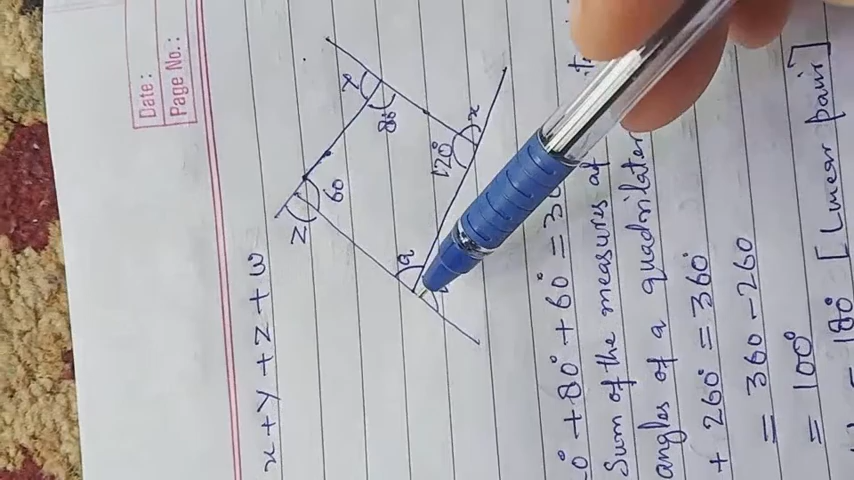 Date:
Page No.:
x+y+z+w
z
60
y
80
x
120°
a
0°+80°+60°=3
Sum of the measures of
angles of a quadrilater
+ 260° = 360°
= 360-260
= 100°
= 180° [Linear pair]